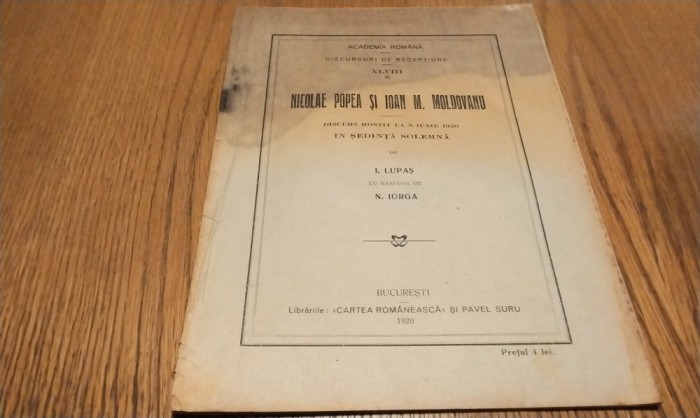 ACADEMIA ROMÂNĂ
DISCURSURI DE RECEPȚIUNE
XLVIII
NICOLAE POPEA ȘI IOAN M. MOLDOVANU
DISCURS ROSTIT LA 8 IUNIE 1920
IN ȘEDINȚĂ SOLEMNĂ
DE
I. LUPAȘ
CU RĂSPUNS DE
N. IORGA
BUCUREȘTI
Librăriile: «CARTEA ROMÂNEASCĂ» ȘI PAVEL SURU
1920
Prețul 4 lei.